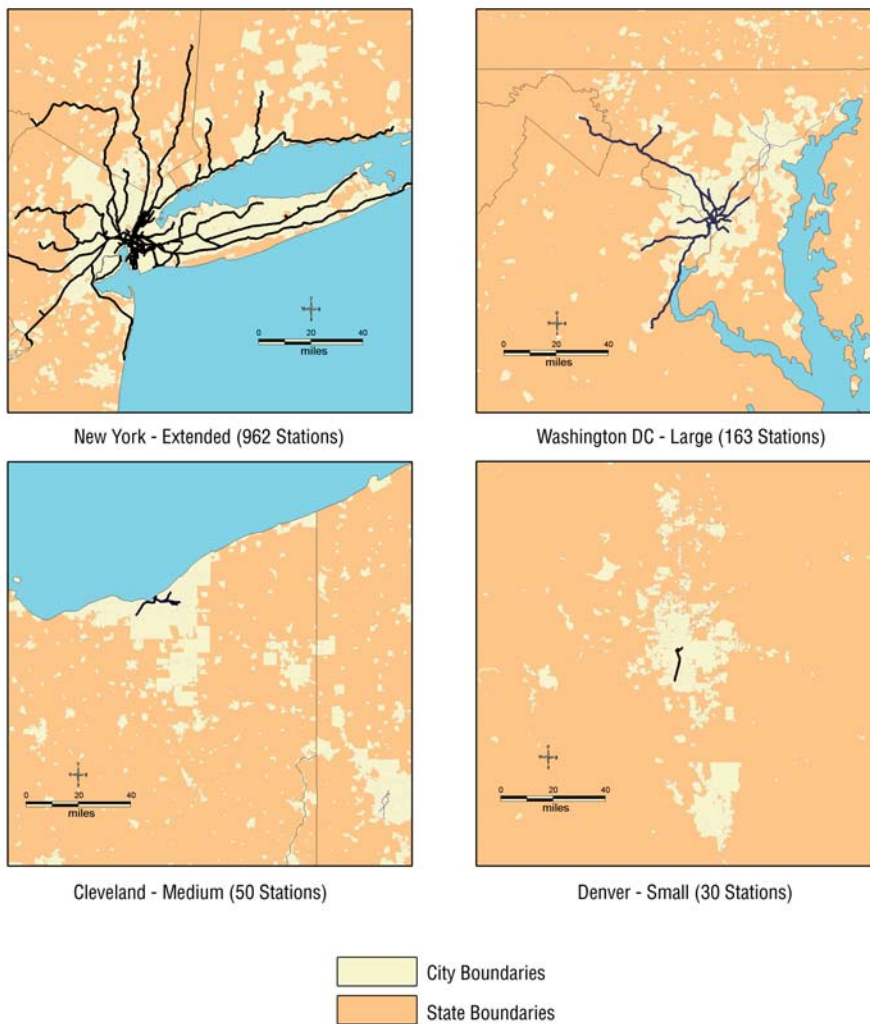 0 20 40
miles
New York - Extended (962 Stations)
0 20 40
miles
Washington DC - Large (163 Stations)
0 20 40
miles
Cleveland - Medium (50 Stations)
0 20 40
miles
Denver - Small (30 Stations)
City Boundaries
State Boundaries